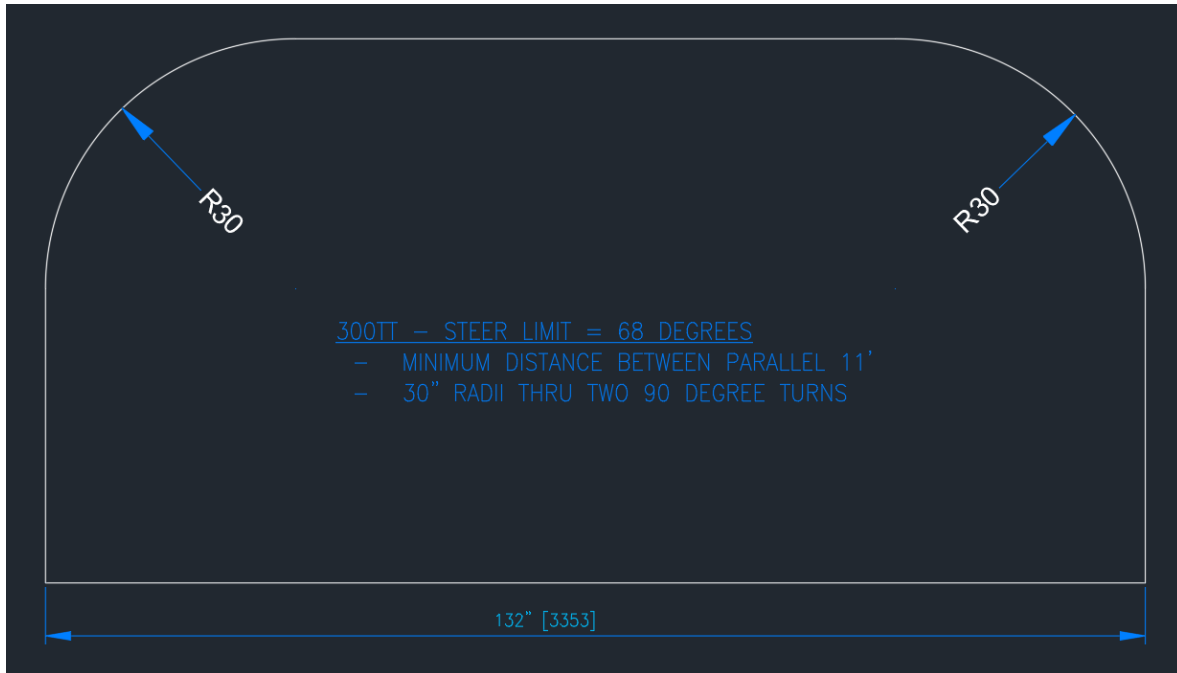 R30
R30
300TT – STEER LIMIT = 68 DEGREES
– MINIMUM DISTANCE BETWEEN PARALLEL 11'
– 30" RADII THRU TWO 90 DEGREE TURNS
132" [3353]